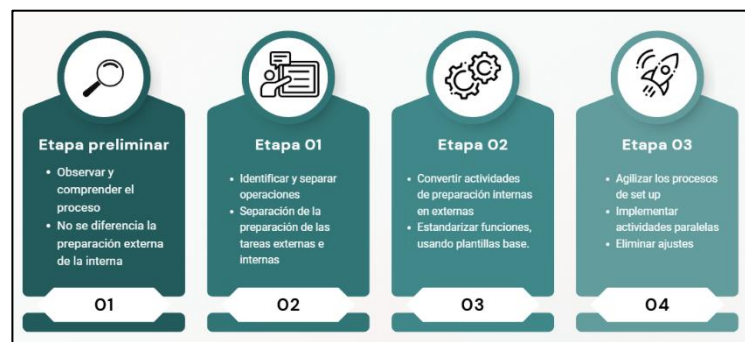 Etapa preliminar
• Observar y
comprender el
proceso
• No se diferencia la
preparación externa
de la interna
01
Etapa 01
• Identificar y separar
operaciones
• Separación de la
preparación de las
tareas externas e
internas
02
Etapa 02
• Convertir actividades
de preparación internas
en externas
• Estandarizar funciones,
usando plantillas base.
03
Etapa 03
• Agilizar los procesos
de set up
• Implementar
actividades paralelas
• Eliminar ajustes
04